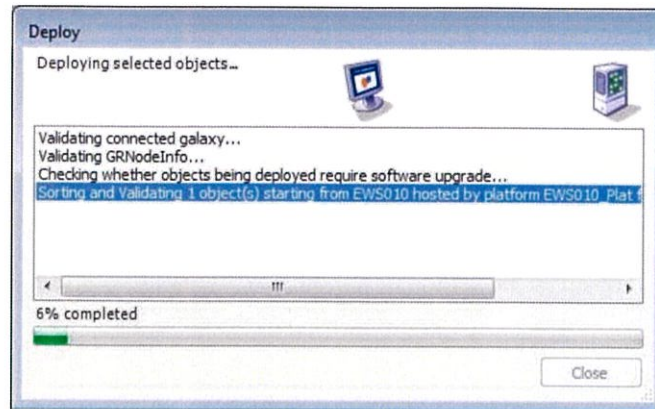 Deploy
Deploying selected objects...
Validating connected galaxy...
Validating GRNodeInfo...
Checking whether objects being deployed require software upgrade...
Sorting and Validating 1 object(s) starting from EWS010 hosted by platform EWS010_Plat f
6% completed
Close